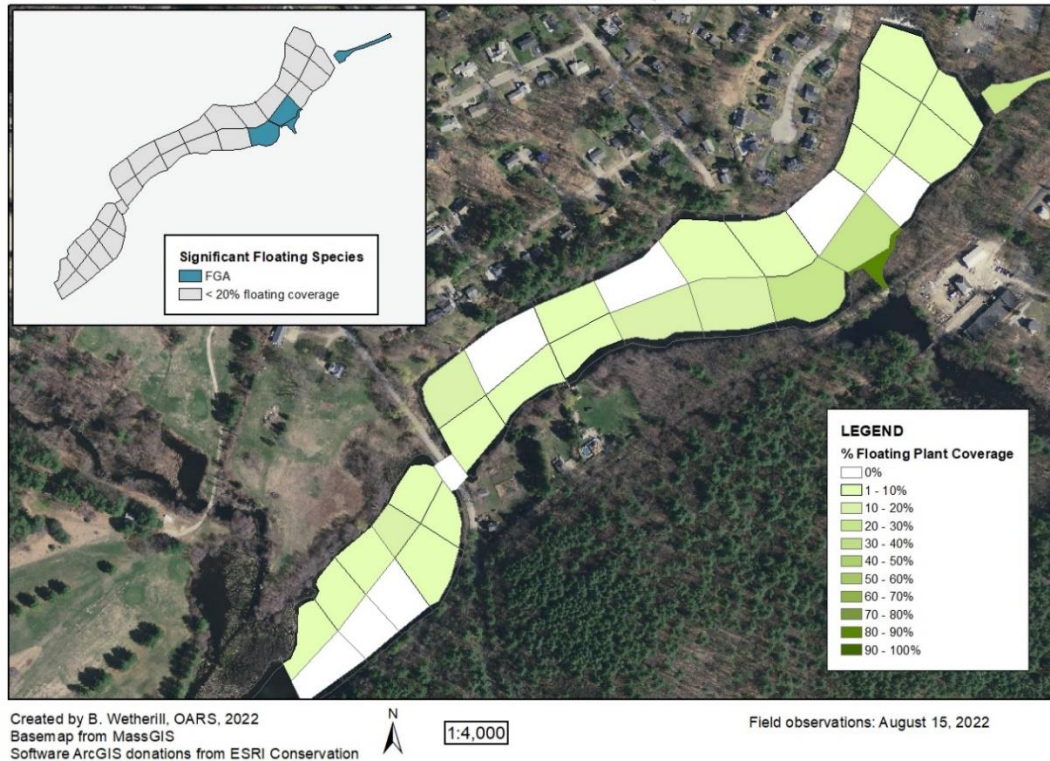 Significant Floating Species
FGA
< 20% floating coverage
LEGEND
% Floating Plant Coverage
0%
1 - 10%
10 - 20%
20 - 30%
30 - 40%
40 - 50%
50 - 60%
60 - 70%
70 - 80%
80 - 90%
90 - 100%
Created by B. Wetherill, OARS, 2022
Basemap from MassGIS
Software ArcGIS donations from ESRI Conservation
N
1:4,000
Field observations: August 15, 2022